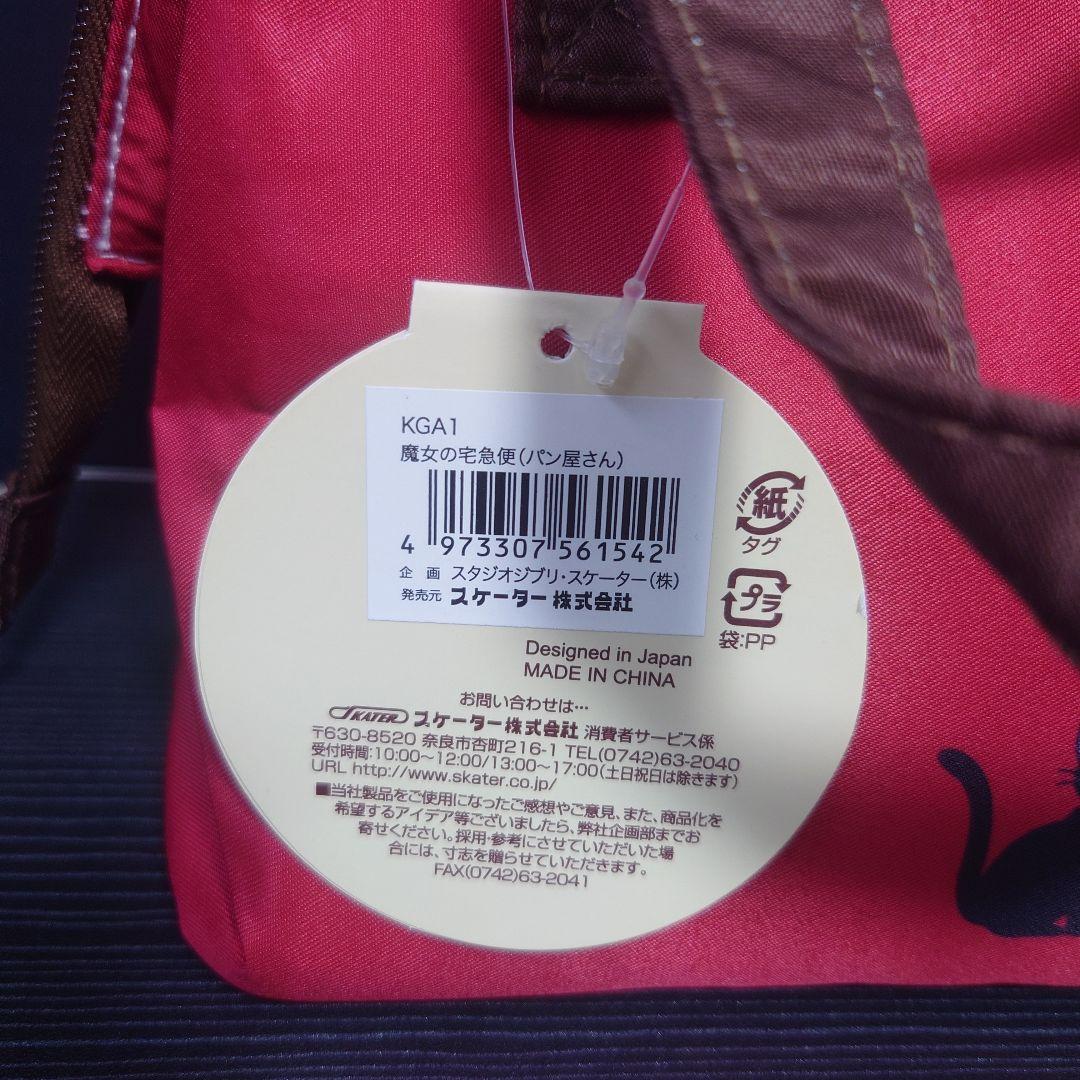 KGA1
魔女の宅急便(パン屋さん)
4 973307 561542
企 画 スタジオジブリ・スケーター(株)
発売元 スケーター株式会社
紙
タグ
プラ
袋:PP
Designed in Japan
MADE IN CHINA
お問い合わせは…
SKATER スケーター株式会社 消費者サービス係
〒630-8520 奈良市杏町216-1 TEL(0742)63-2040
受付時間:10:00～12:00/13:00～17:00(土日祝日は除きます)
URL http://www.skater.co.jp/
■当社製品をご使用になったご感想やご意見、また、商品化を
希望するアイデア等ございましたら、弊社企画部までお
寄せください。採用・参考にさせていただいた場
合には、寸志を贈らせていただきます。
FAX(0742)63-2041